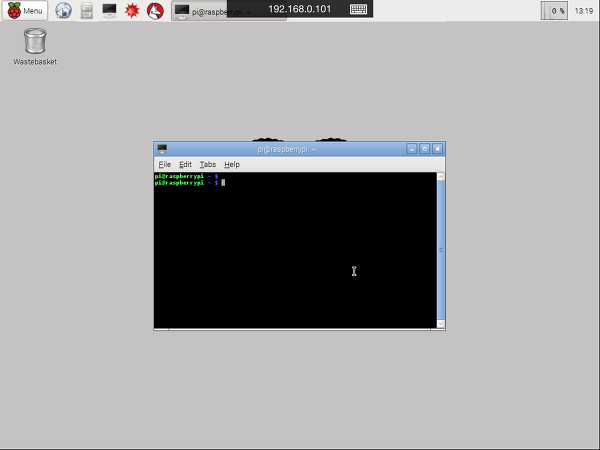 Menu
pi@raspberrypi: ~
192.168.0.101
0 %
13:19
Wastebasket
pi@raspberrypi: ~
File Edit Tabs Help
pi@raspberrypi ~ $
pi@raspberrypi ~ $